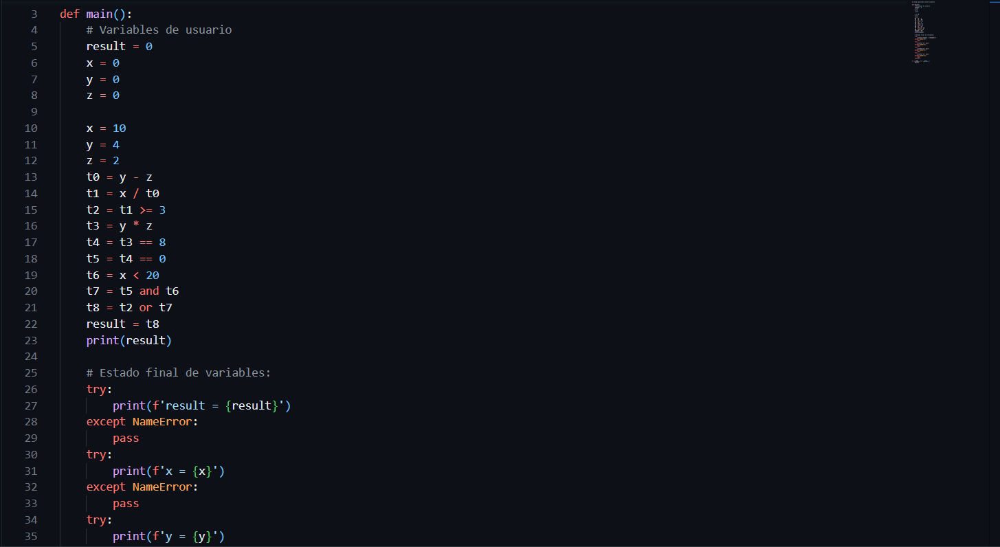 3 def main():
4 # Variables de usuario
5 result = 0
6 x = 0
7 y = 0
8 z = 0
9
10 x = 10
11 y = 4
12 z = 2
13 t0 = y - z
14 t1 = x / t0
15 t2 = t1 >= 3
16 t3 = y * z
17 t4 = t3 == 8
18 t5 = t4 == 0
19 t6 = x < 20
20 t7 = t5 and t6
21 t8 = t2 or t7
22 result = t8
23 print(result)
24
25 # Estado final de variables:
26 try:
27 print(f'result = {result}')
28 except NameError:
29 pass
30 try:
31 print(f'x = {x}')
32 except NameError:
33 pass
34 try:
35 print(f'y = {y}')